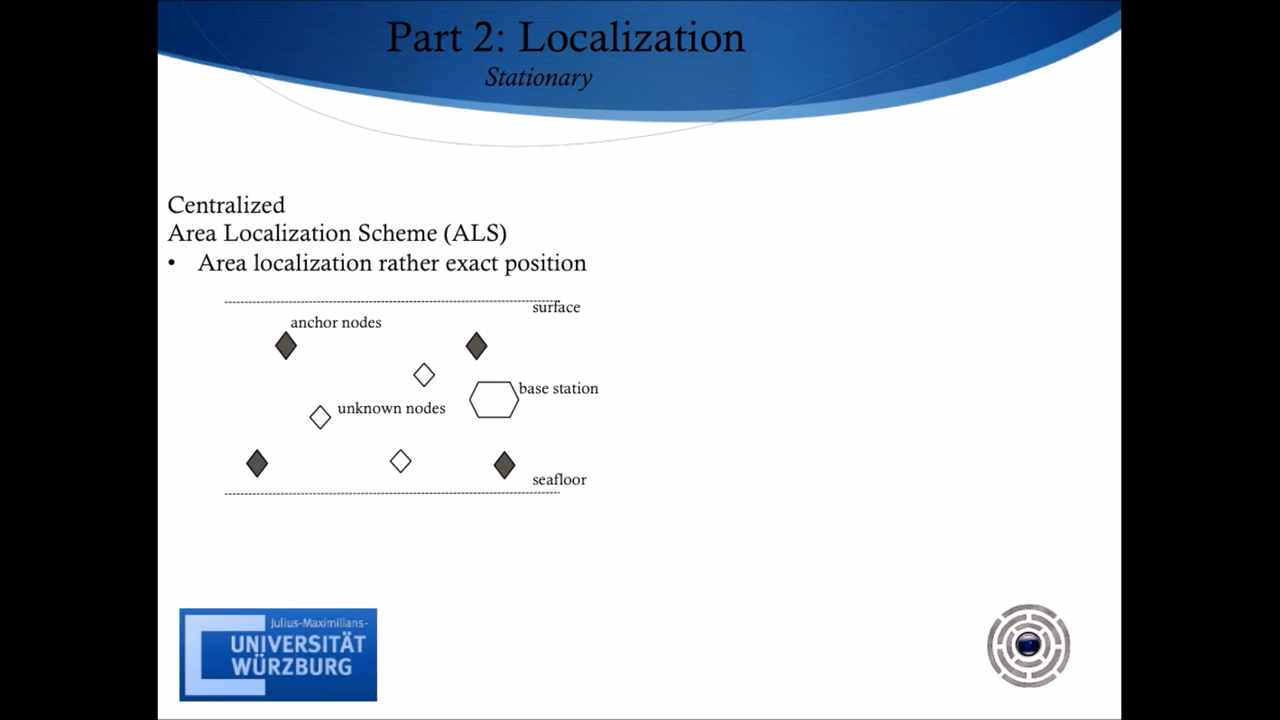 Part 2: Localization
Stationary
Centralized
Area Localization Scheme (ALS)
• Area localization rather exact position
surface
anchor nodes
base station
unknown nodes
seafloor
Julius-Maximilians-
UNIVERSITÄT
WÜRZBURG